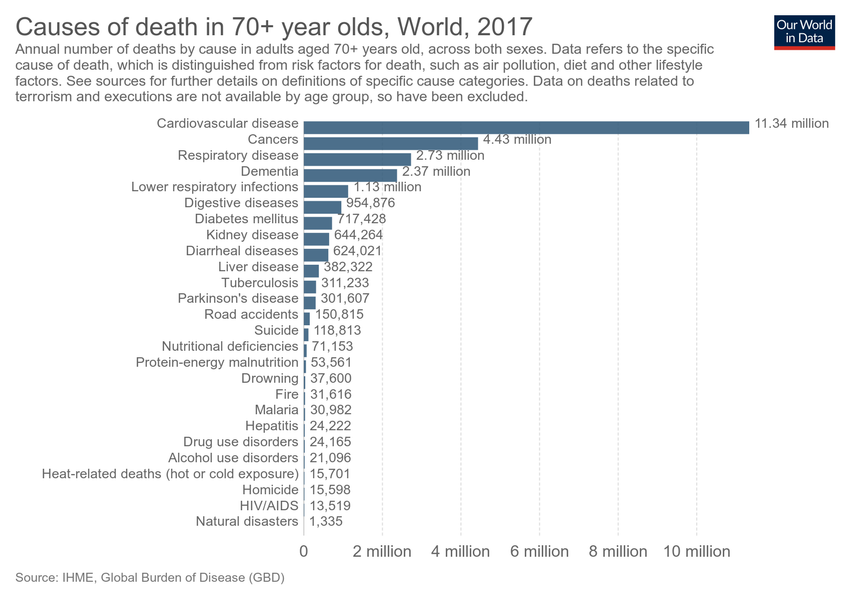 Causes of death in 70+ year olds, World, 2017
Our World
in Data
Annual number of deaths by cause in adults aged 70+ years old, across both sexes. Data refers to the specific
cause of death, which is distinguished from risk factors for death, such as air pollution, diet and other lifestyle
factors. See sources for further details on definitions of specific cause categories. Data on deaths related to
terrorism and executions are not available by age group, so have been excluded.
Cardiovascular disease 11.34 million
Cancers 4.43 million
Respiratory disease 2.73 million
Dementia 2.37 million
Lower respiratory infections 1.13 million
Digestive diseases 954,876
Diabetes mellitus 717,428
Kidney disease 644,264
Diarrheal diseases 624,021
Liver disease 382,322
Tuberculosis 311,233
Parkinson's disease 301,607
Road accidents 150,815
Suicide 118,813
Nutritional deficiencies 71,153
Protein-energy malnutrition 53,561
Drowning 37,600
Fire 31,616
Malaria 30,982
Hepatitis 24,222
Drug use disorders 24,165
Alcohol use disorders 21,096
Heat-related deaths (hot or cold exposure) 15,701
Homicide 15,598
HIV/AIDS 13,519
Natural disasters 1,335
0 2 million 4 million 6 million 8 million 10 million
Source: IHME, Global Burden of Disease (GBD)